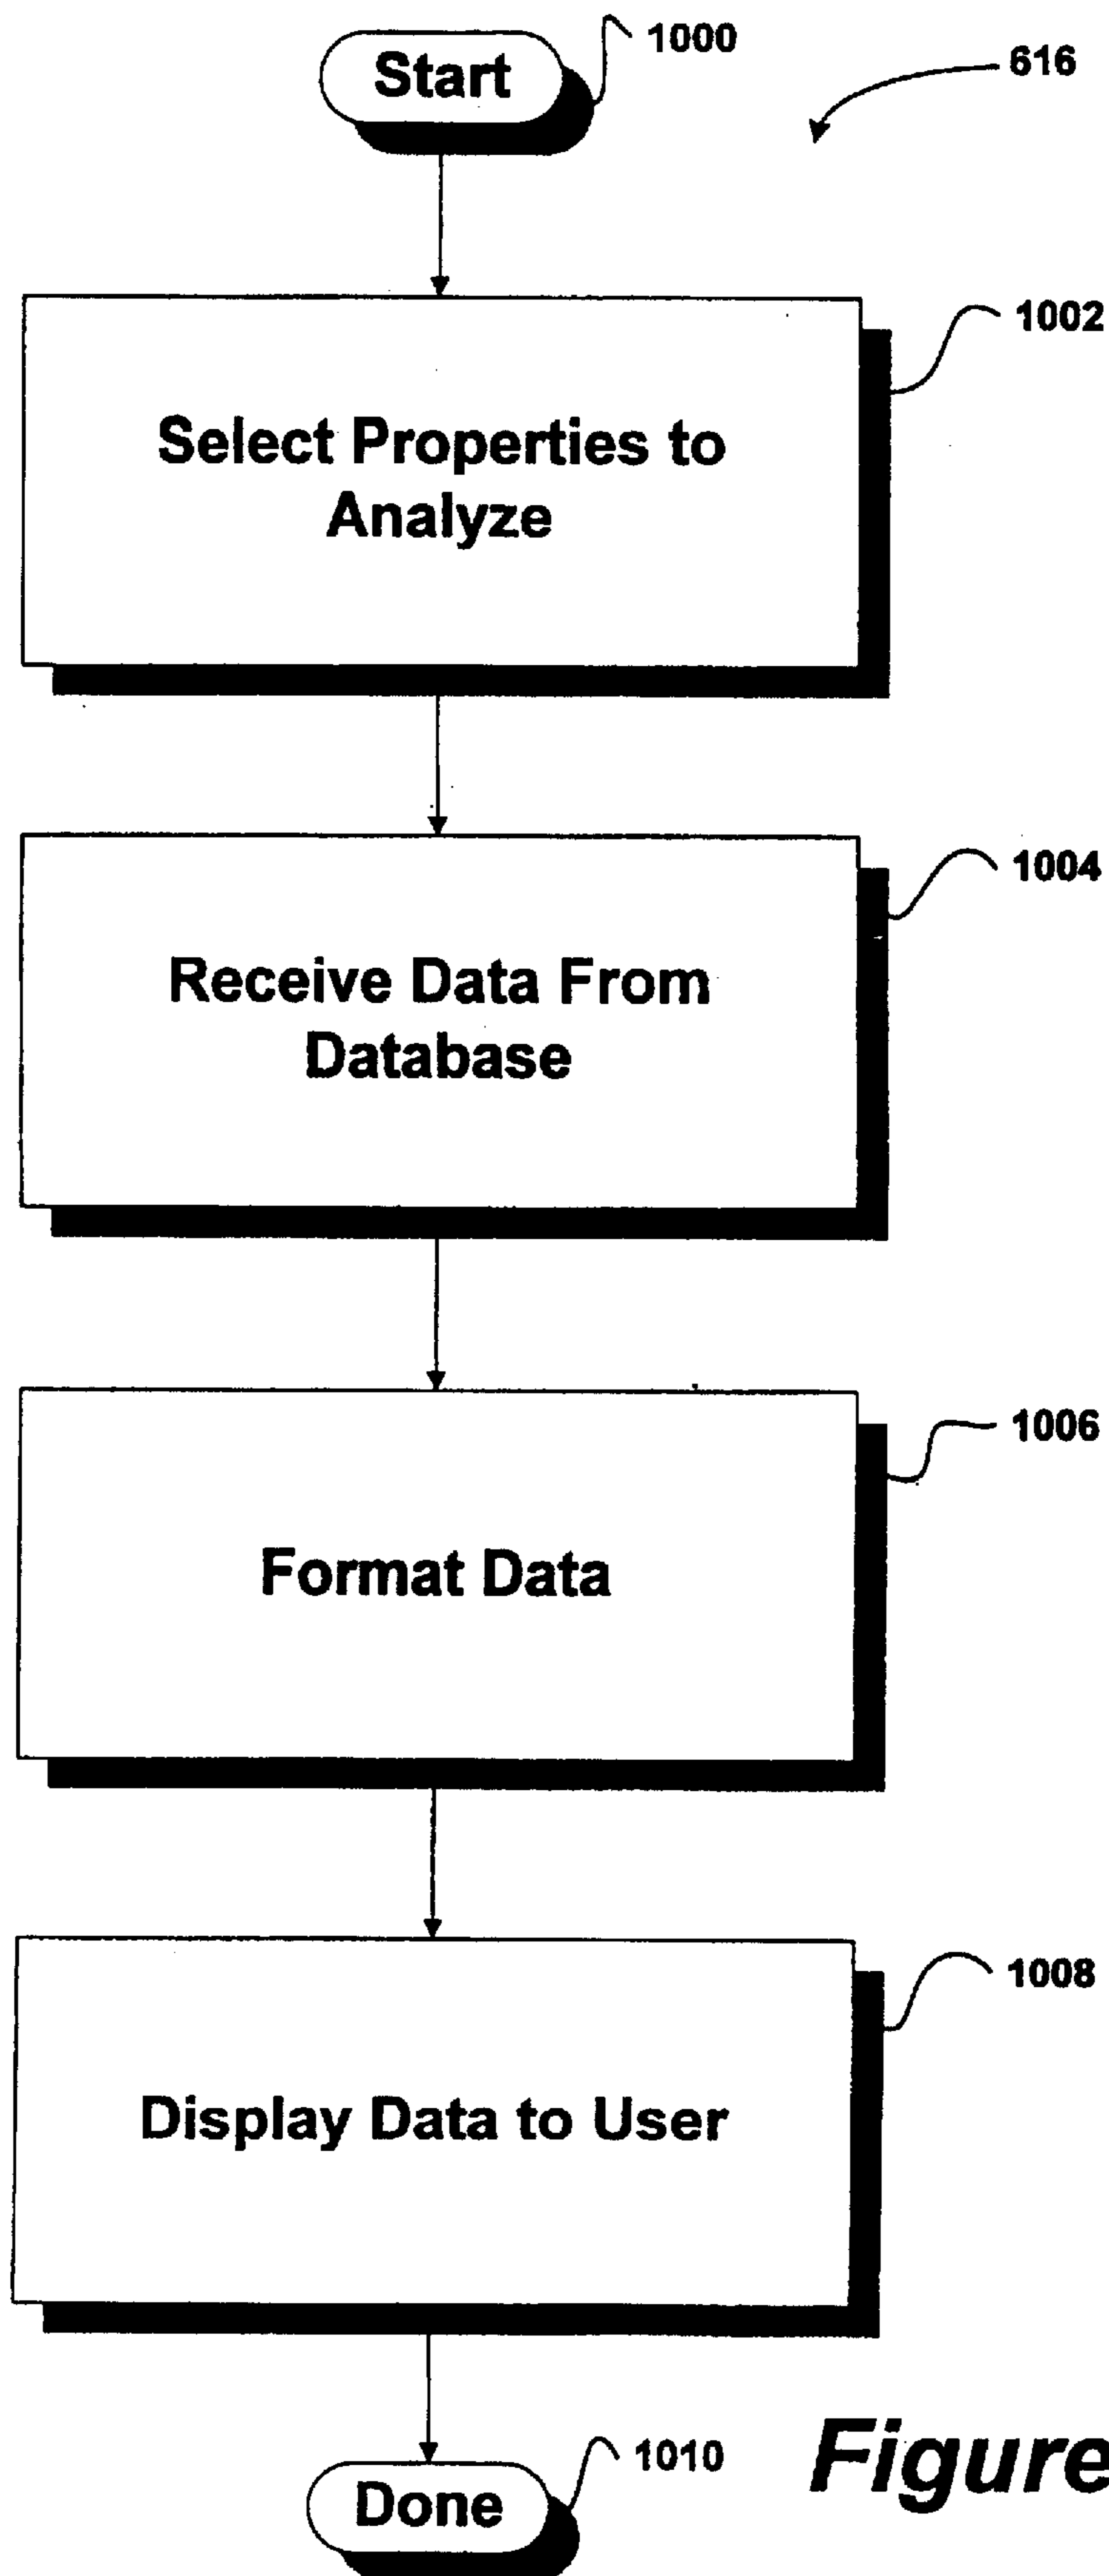 Start
1000
616
Select Properties to
Analyze
1002
Receive Data From
Database
1004
Format Data
1006
Display Data to User
1008
Done
1010
Figure